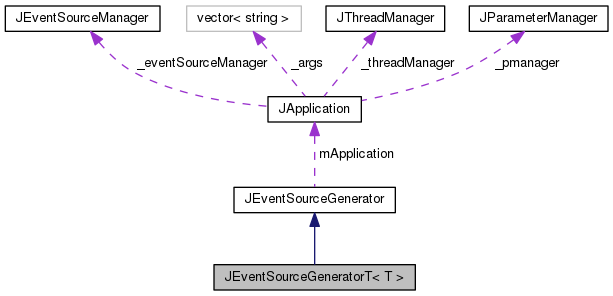 JEventSourceManager
vector< string >
JThreadManager
JParameterManager
_eventSourceManager
_args
_threadManager
_pmanager
JApplication
mApplication
JEventSourceGenerator
JEventSourceGeneratorT< T >